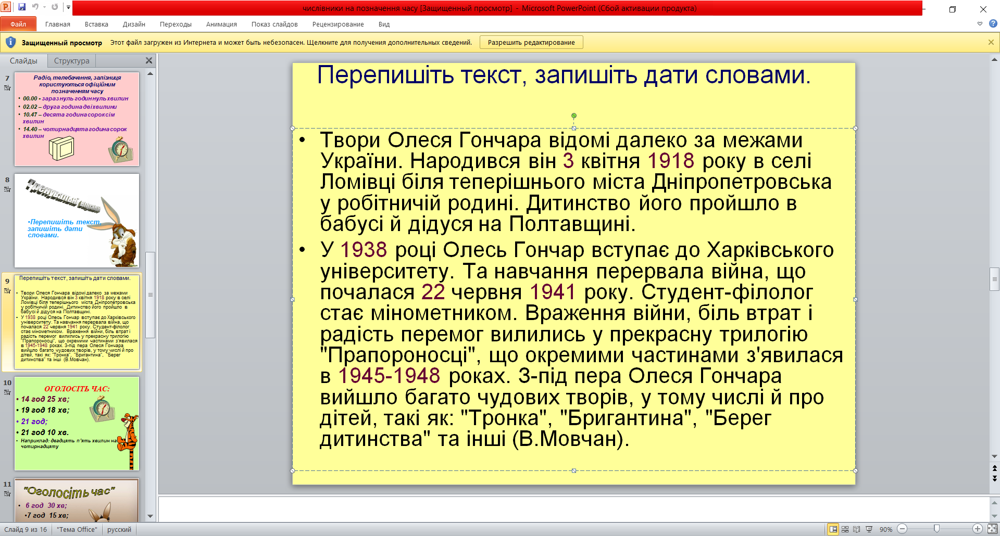 числівники на позначення часу [Защищенный просмотр] - Microsoft PowerPoint (Сбой активации продукта)
Файл Главная Вставка Дизайн Переходы Анимация Показ слайдов Рецензирование Вид
Защищенный просмотр Этот файл загружен из Интернета и может быть небезопасен. Щелкните для получения дополнительных сведений. Разрешить редактирование
Слайды Структура
7
Радіо, телебачення, залізниця
користуються офіційним
позначенням часу
• 00.00 - зараз нуль годин нуль хвилин
• 02.02 – друга година дві хвилини
• 10.47 – десята година сорок сім
хвилин
• 14.40 – чотирнадцята година сорок
хвилин
8
Тренувальні вправи
•Перепишіть текст,
запишіть дати
словами.
9
Перепишіть текст, запишіть дати словами.
• Твори Олеся Гончара відомі далеко за межами
України. Народився він 3 квітня 1918 року в селі
Ломівці біля теперішнього міста Дніпропетровська
у робітничій родині. Дитинство його пройшло в
бабусі й дідуся на Полтавщині.
• У 1938 році Олесь Гончар вступає до Харківського
університету. Та навчання перервала війна, що
почалася 22 червня 1941 року. Студент-філолог
стає мінометником. Враження війни, біль втрат і
радість перемог вилились у прекрасну трилогію
"Прапороносці", що окремими частинами з'явилася
в 1945-1948 роках. З-під пера Олеся Гончара
вийшло багато чудових творів, у тому числі й про
дітей, такі як: "Тронка", "Бригантина", "Берег
дитинства" та інші (В.Мовчан).
10
ОГОЛОСІТЬ ЧАС:
• 14 год 25 хв;
• 19 год 18 хв;
• 21 год;
• 21 год 10 хв.
• Наприклад: двадцять п'ять хвилин на
чотирнадцяту
11
"Оголосіть час"
• 6 год 30 хв;
•7 год 15 хв;
Перепишіть текст, запишіть дати словами.
• Твори Олеся Гончара відомі далеко за межами
України. Народився він 3 квітня 1918 року в селі
Ломівці біля теперішнього міста Дніпропетровська
у робітничій родині. Дитинство його пройшло в
бабусі й дідуся на Полтавщині.
• У 1938 році Олесь Гончар вступає до Харківського
університету. Та навчання перервала війна, що
почалася 22 червня 1941 року. Студент-філолог
стає мінометником. Враження війни, біль втрат і
радість перемог вилились у прекрасну трилогію
"Прапороносці", що окремими частинами з'явилася
в 1945-1948 роках. З-під пера Олеся Гончара
вийшло багато чудових творів, у тому числі й про
дітей, такі як: "Тронка", "Бригантина", "Берег
дитинства" та інші (В.Мовчан).
Слайд 9 из 16 "Тема Office" русский 90%